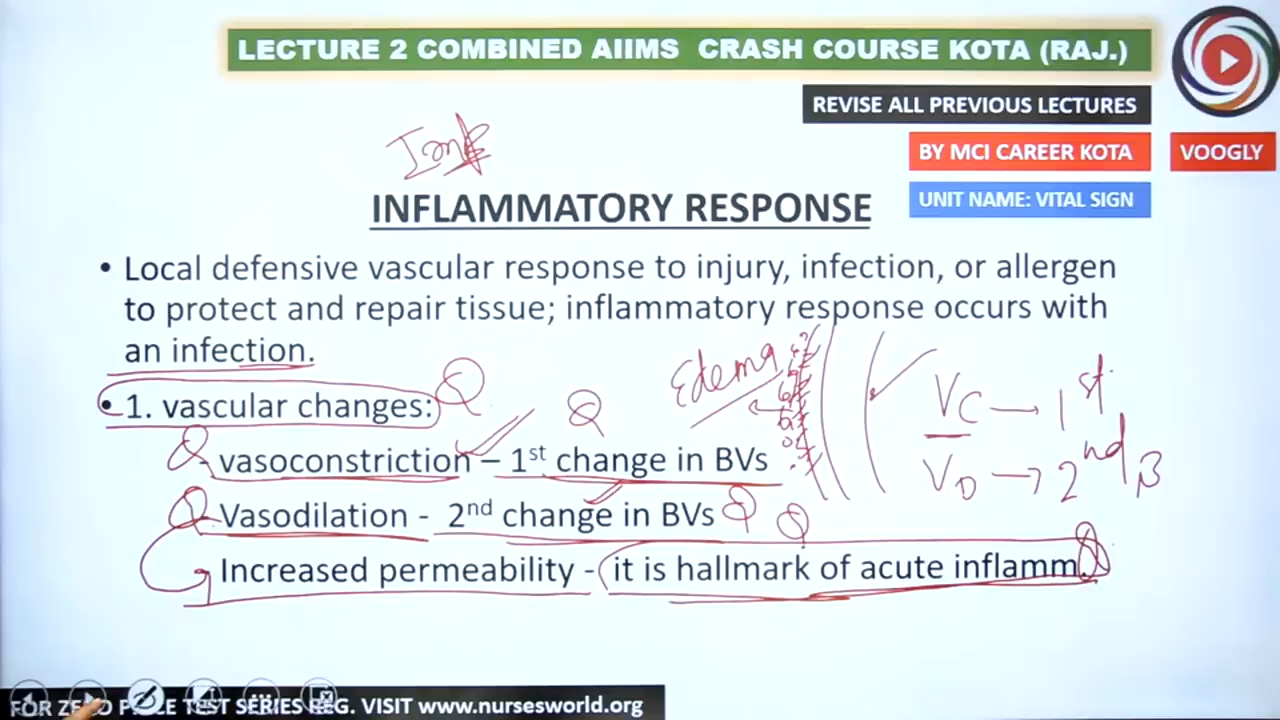 LECTURE 2 COMBINED AIIMS CRASH COURSE KOTA (RAJ.)
REVISE ALL PREVIOUS LECTURES
BY MCI CAREER KOTA
VOOGLY
UNIT NAME: VITAL SIGN
Imp
INFLAMMATORY RESPONSE
• Local defensive vascular response to injury, infection, or allergen
to protect and repair tissue; inflammatory response occurs with
an infection.
Edema
• 1. vascular changes: Q
Q
VC → 1st
- vasoconstriction – 1st change in BVs
VD → 2nd
- Vasodilation - 2nd change in BVs Q
Q
Increased permeability - it is hallmark of acute inflamm.
FOR ZERO PRICE TEST SERIES REG. VISIT www.nursesworld.org